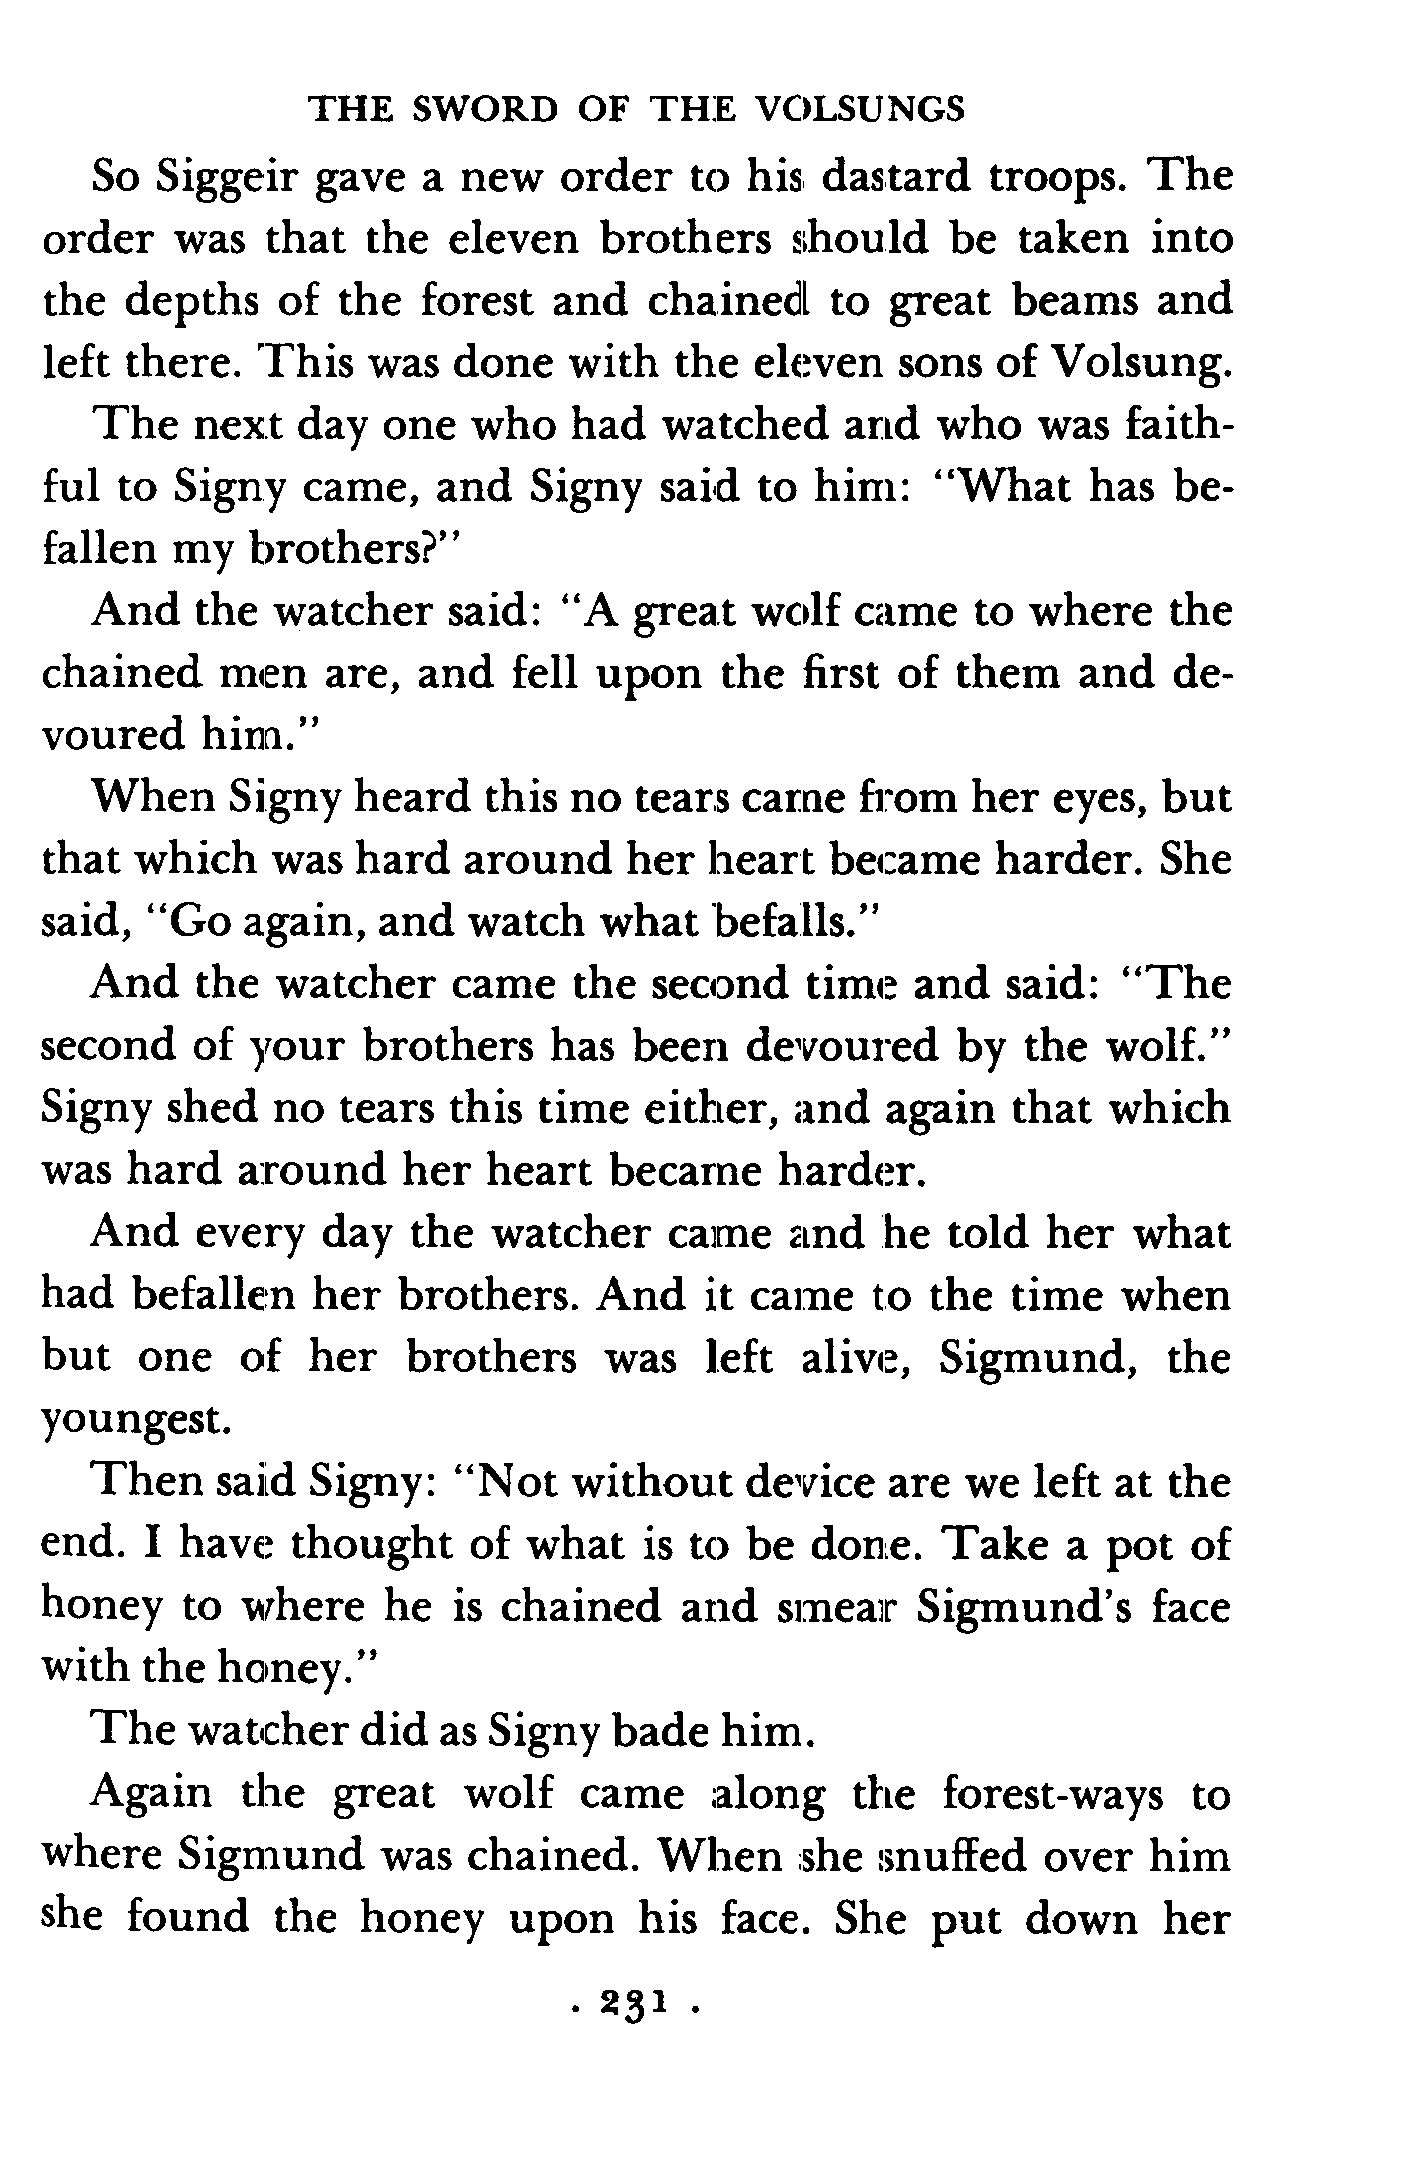 THE SWORD OF THE VOLSUNGS
So Siggeir gave a new order to his dastard troops. The
order was that the eleven brothers should be taken into
the depths of the forest and chained to great beams and
left there. This was done with the eleven sons of Volsung.
The next day one who had watched and who was faith-
ful to Signy came, and Signy said to him: “What has be-
fallen my brothers?”
And the watcher said: “A great wolf came to where the
chained men are, and fell upon the first of them and de-
voured him.”
When Signy heard this no tears came from her eyes, but
that which was hard around her heart became harder. She
said, “Go again, and watch what befalls.”
And the watcher came the second time and said: “The
second of your brothers has been devoured by the wolf.”
Signy shed no tears this time either, and again that which
was hard around her heart became harder.
And every day the watcher came and he told her what
had befallen her brothers. And it came to the time when
but one of her brothers was left alive, Sigmund, the
youngest.
Then said Signy: “Not without device are we left at the
end. I have thought of what is to be done. Take a pot of
honey to where he is chained and smear Sigmund’s face
with the honey.”
The watcher did as Signy bade him.
Again the great wolf came along the forest-ways to
where Sigmund was chained. When she snuffed over him
she found the honey upon his face. She put down her
. 231 .